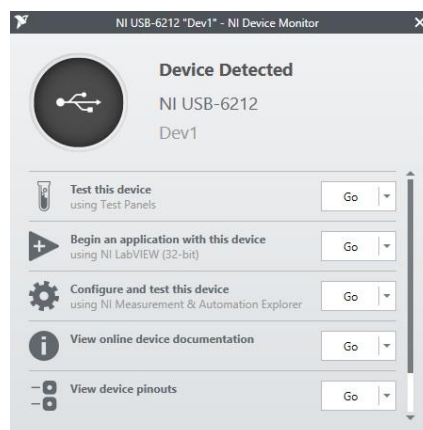 NI USB-6212 "Dev1" - NI Device Monitor
Device Detected
NI USB-6212
Dev1
Test this device
using Test Panels
Go
Begin an application with this device
using NI LabVIEW (32-bit)
Go
Configure and test this device
using NI Measurement & Automation Explorer
Go
View online device documentation
Go
View device pinouts
Go